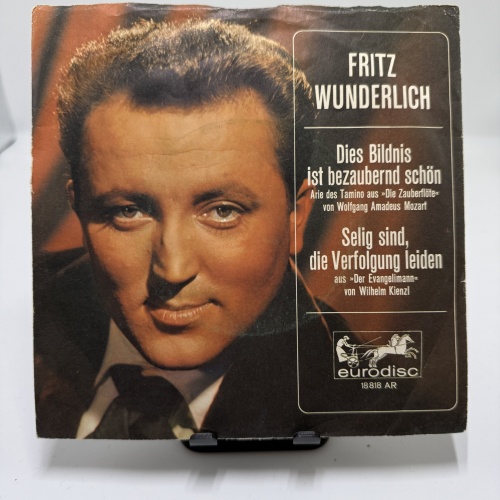 FRITZ
WUNDERLICH
Dies Bildnis
ist bezaubernd schön
Arie des Tamino aus »Die Zauberflöte«
von Wolfgang Amadeus Mozart
Selig sind,
die Verfolgung leiden
aus »Der Evangelimann«
von Wilhelm Kienzl
eurodisc
18 818 AR